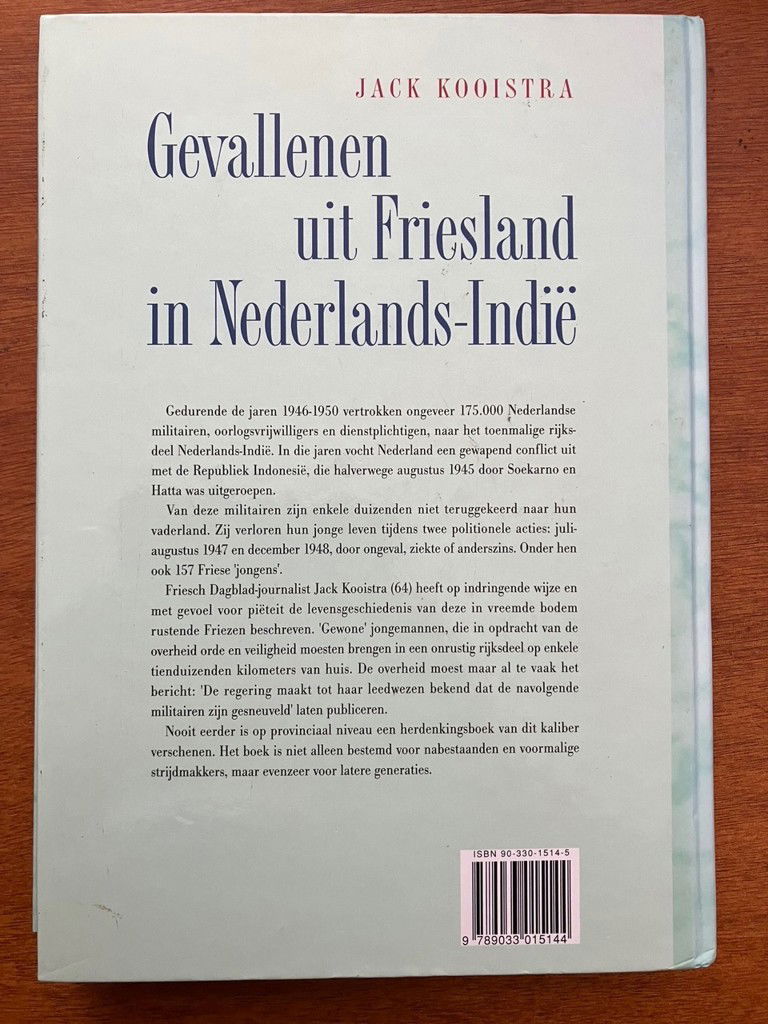 JACK KOOISTRA
Gevallenen
uit Friesland
in Nederlands-Indië
Gedurende de jaren 1946-1950 vertrokken ongeveer 175.000 Nederlandse
militairen, oorlogsvrijwilligers en dienstplichtigen, naar het toenmalige rijks-
deel Nederlands-Indië. In die jaren vocht Nederland een gewapend conflict uit
met de Republiek Indonesië, die halverwege augustus 1945 door Soekarno en
Hatta was uitgeroepen.
Van deze militairen zijn enkele duizenden niet teruggekeerd naar hun
vaderland. Zij verloren hun jonge leven tijdens twee politionele acties: juli-
augustus 1947 en december 1948, door ongeval, ziekte of anderszins. Onder hen
ook 157 Friese 'jongens'.
Friesch Dagblad-journalist Jack Kooistra (64) heeft op indringende wijze en
met gevoel voor piëteit de levensgeschiedenis van deze in vreemde bodem
rustende Friezen beschreven. 'Gewone' jongemannen, die in opdracht van de
overheid orde en veiligheid moesten brengen in een onrustig rijksdeel op enkele
tienduizenden kilometers van huis. De overheid moest maar al te vaak het
bericht: 'De regering maakt tot haar leedwezen bekend dat de navolgende
militairen zijn gesneuveld' laten publiceren.
Nooit eerder is op provinciaal niveau een herdenkingsboek van dit kaliber
verschenen. Het boek is niet alleen bestemd voor nabestaanden en voormalige
strijdmakkers, maar evenzeer voor latere generaties.
ISBN 90-330-1514-5
9 789033 015144